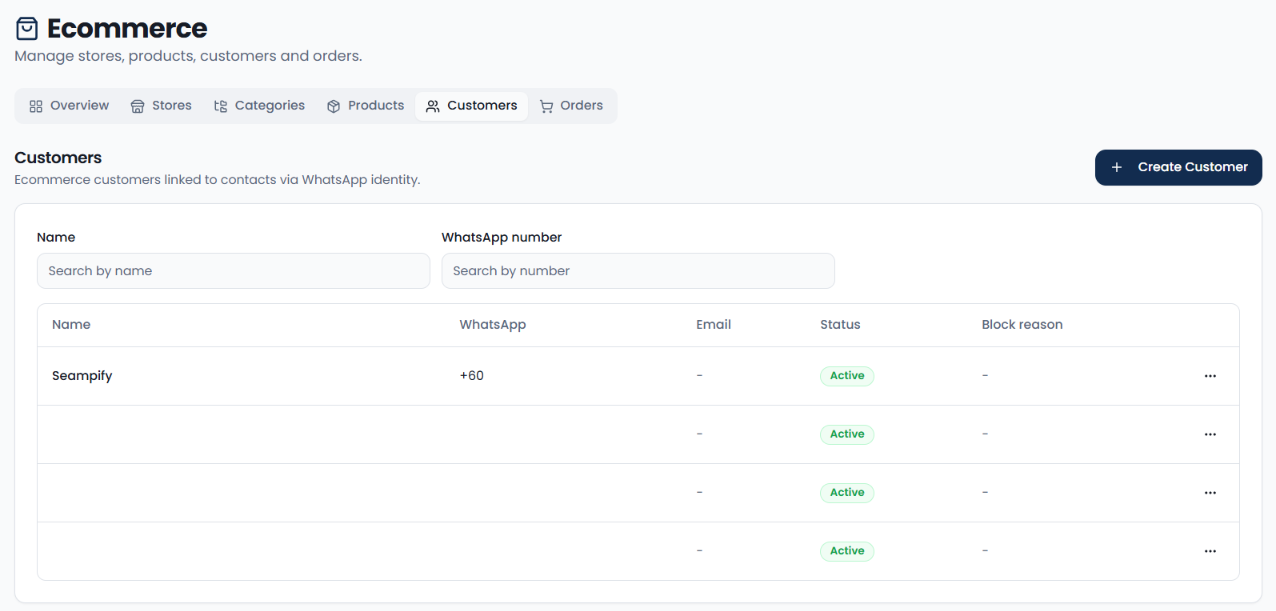 Ecommerce
Manage stores, products, customers and orders.
Overview Stores Categories Products Customers Orders
Customers
Ecommerce customers linked to contacts via WhatsApp identity.
+ Create Customer
Name WhatsApp number
Search by name Search by number
Name WhatsApp Email Status Block reason
Seampify +60 - Active - ...
- Active - ...
- Active - ...
- Active - ...